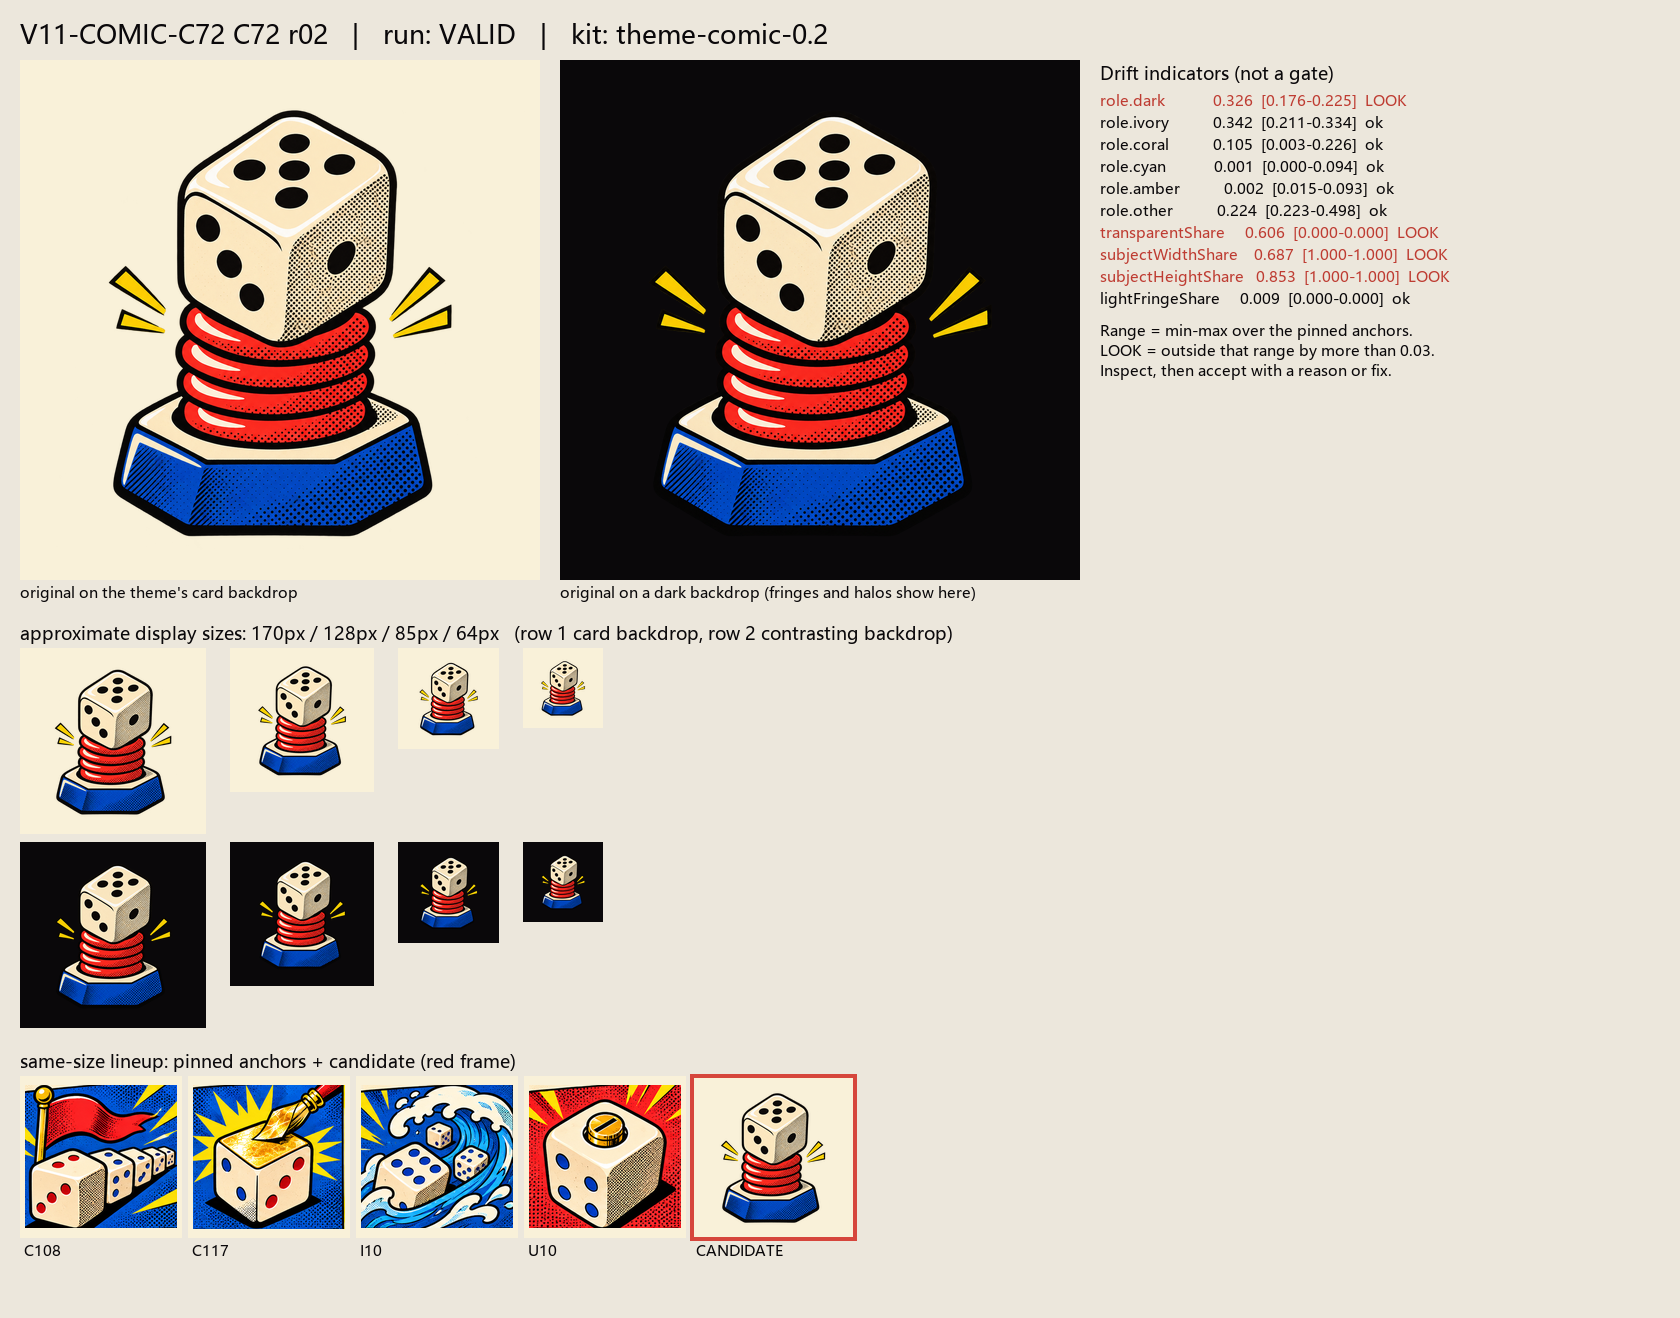 V11-COMIC-C72 C72 r02   |   run: VALID   |   kit: theme-comic-0.2
Drift indicators (not a gate)
role.dark 0.326 [0.176-0.225] LOOK
role.ivory 0.342 [0.211-0.334] ok
role.coral 0.105 [0.003-0.226] ok
role.cyan 0.001 [0.000-0.094] ok
role.amber 0.002 [0.015-0.093] ok
role.other 0.224 [0.223-0.498] ok
transparentShare 0.606 [0.000-0.000] LOOK
subjectWidthShare 0.687 [1.000-1.000] LOOK
subjectHeightShare 0.853 [1.000-1.000] LOOK
lightFringeShare 0.009 [0.000-0.000] ok
Range = min-max over the pinned anchors.
LOOK = outside that range by more than 0.03.
Inspect, then accept with a reason or fix.
original on the theme's card backdrop
original on a dark backdrop (fringes and halos show here)
approximate display sizes: 170px / 128px / 85px / 64px   (row 1 card backdrop, row 2 contrasting backdrop)
same-size lineup: pinned anchors + candidate (red frame)
C108
C117
I10
U10
CANDIDATE